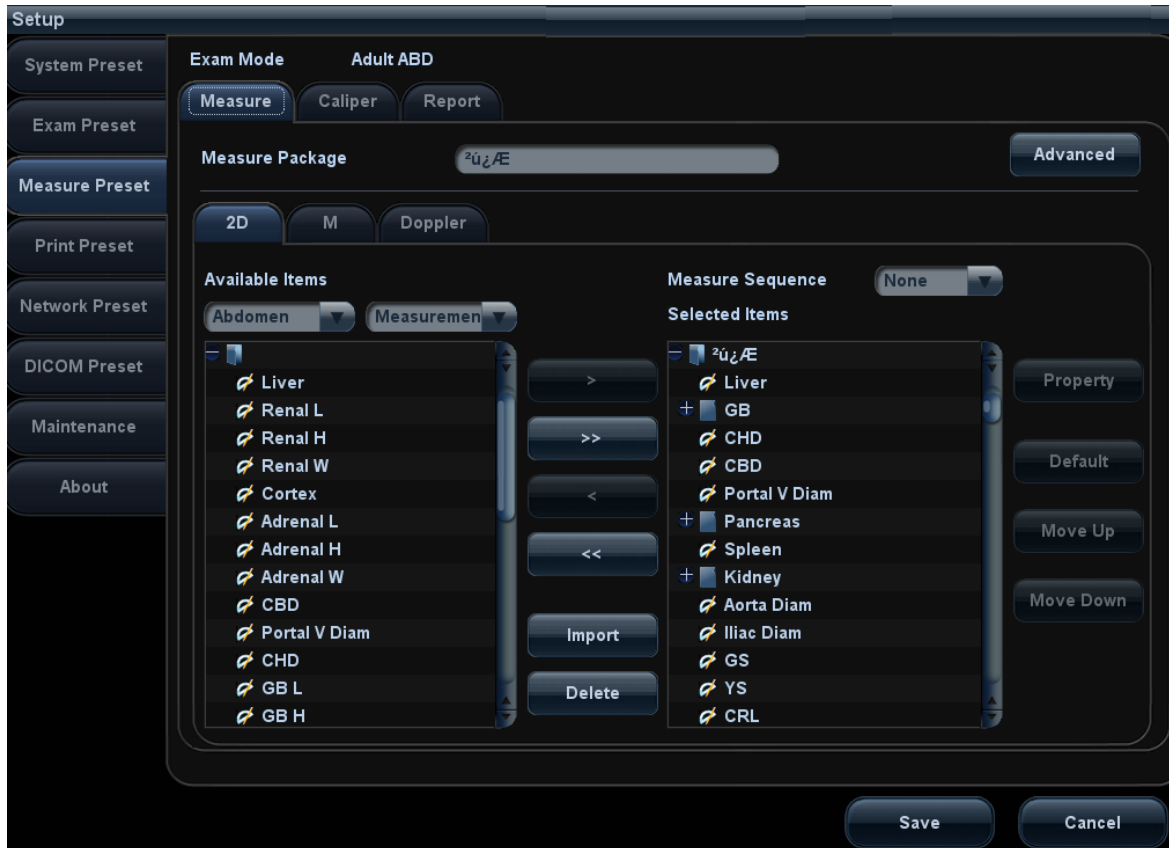 Setup
System Preset
Exam Preset
Measure Preset
Print Preset
Network Preset
DICOM Preset
Maintenance
About
Exam Mode Adult ABD
Measure Caliper Report
Measure Package ²ú¿Æ Advanced
2D M Doppler
Available Items
Abdomen Measuremen
Liver
Renal L
Renal H
Renal W
Cortex
Adrenal L
Adrenal H
Adrenal W
CBD
Portal V Diam
CHD
GB L
GB H
>
>>
<
<<
Import
Delete
Measure Sequence None
Selected Items
²ú¿Æ
Liver
GB
CHD
CBD
Portal V Diam
Pancreas
Spleen
Kidney
Aorta Diam
Iliac Diam
GS
YS
CRL
Property
Default
Move Up
Move Down
Save Cancel